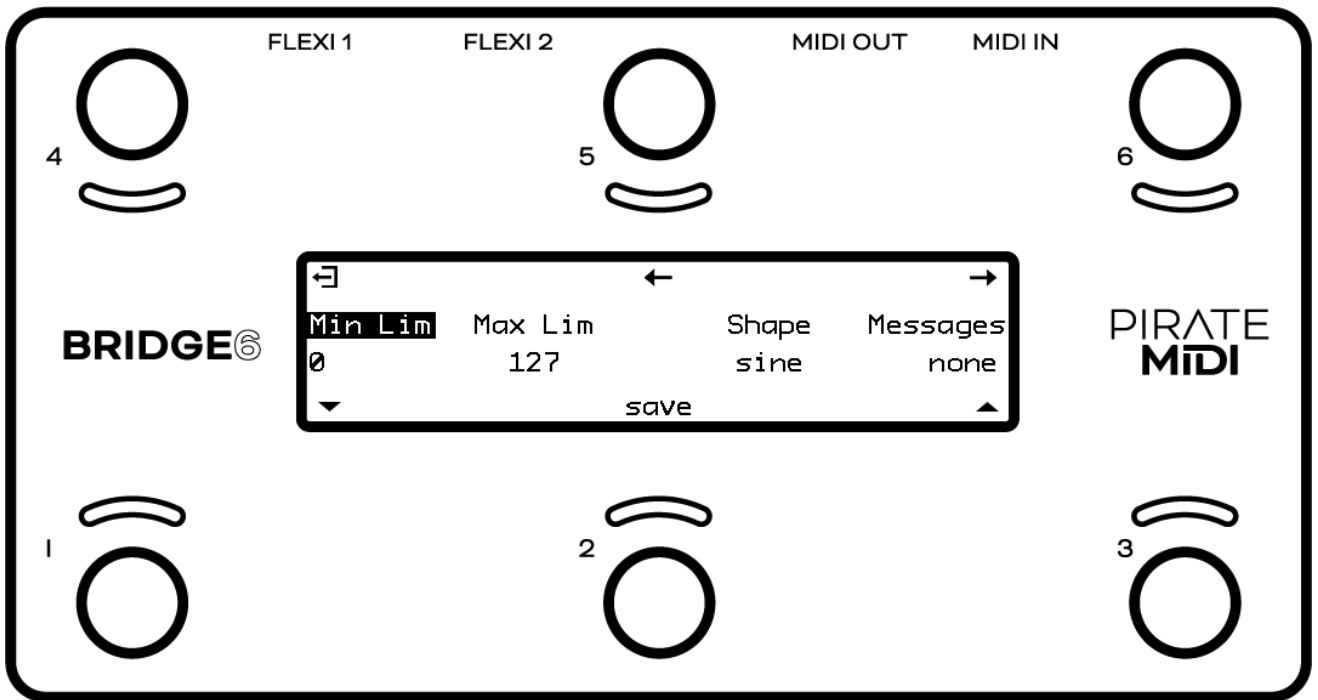 FLEXI 1 FLEXI 2 MIDI OUT MIDI IN
4 5 6
Min Lim Max Lim Shape Messages
0 127 sine none
save
BRIDGE6
PIRATE
MIDI
1 2 3